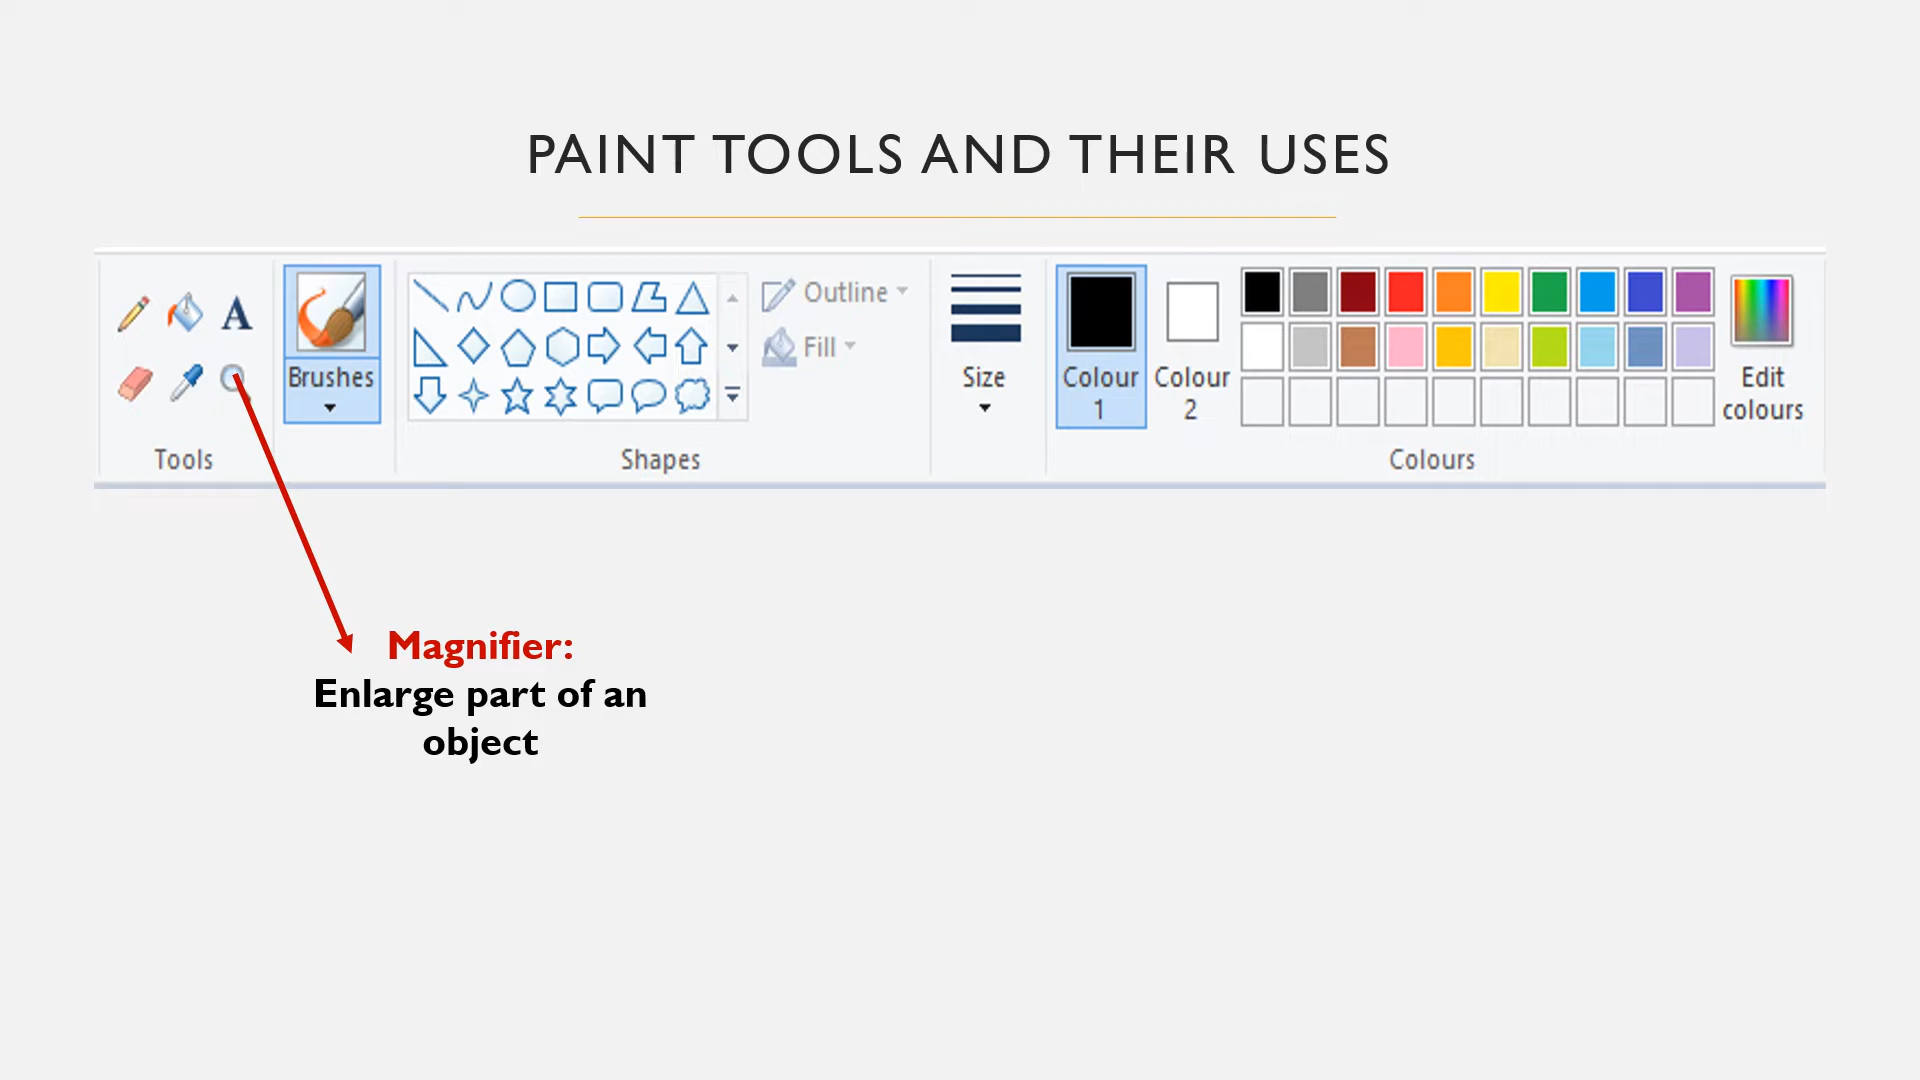 PAINT TOOLS AND THEIR USES
A
Brushes
Outline
Fill
Size
Colour
1
Colour
2
Edit
colours
Tools
Shapes
Colours
Magnifier:
Enlarge part of an
object